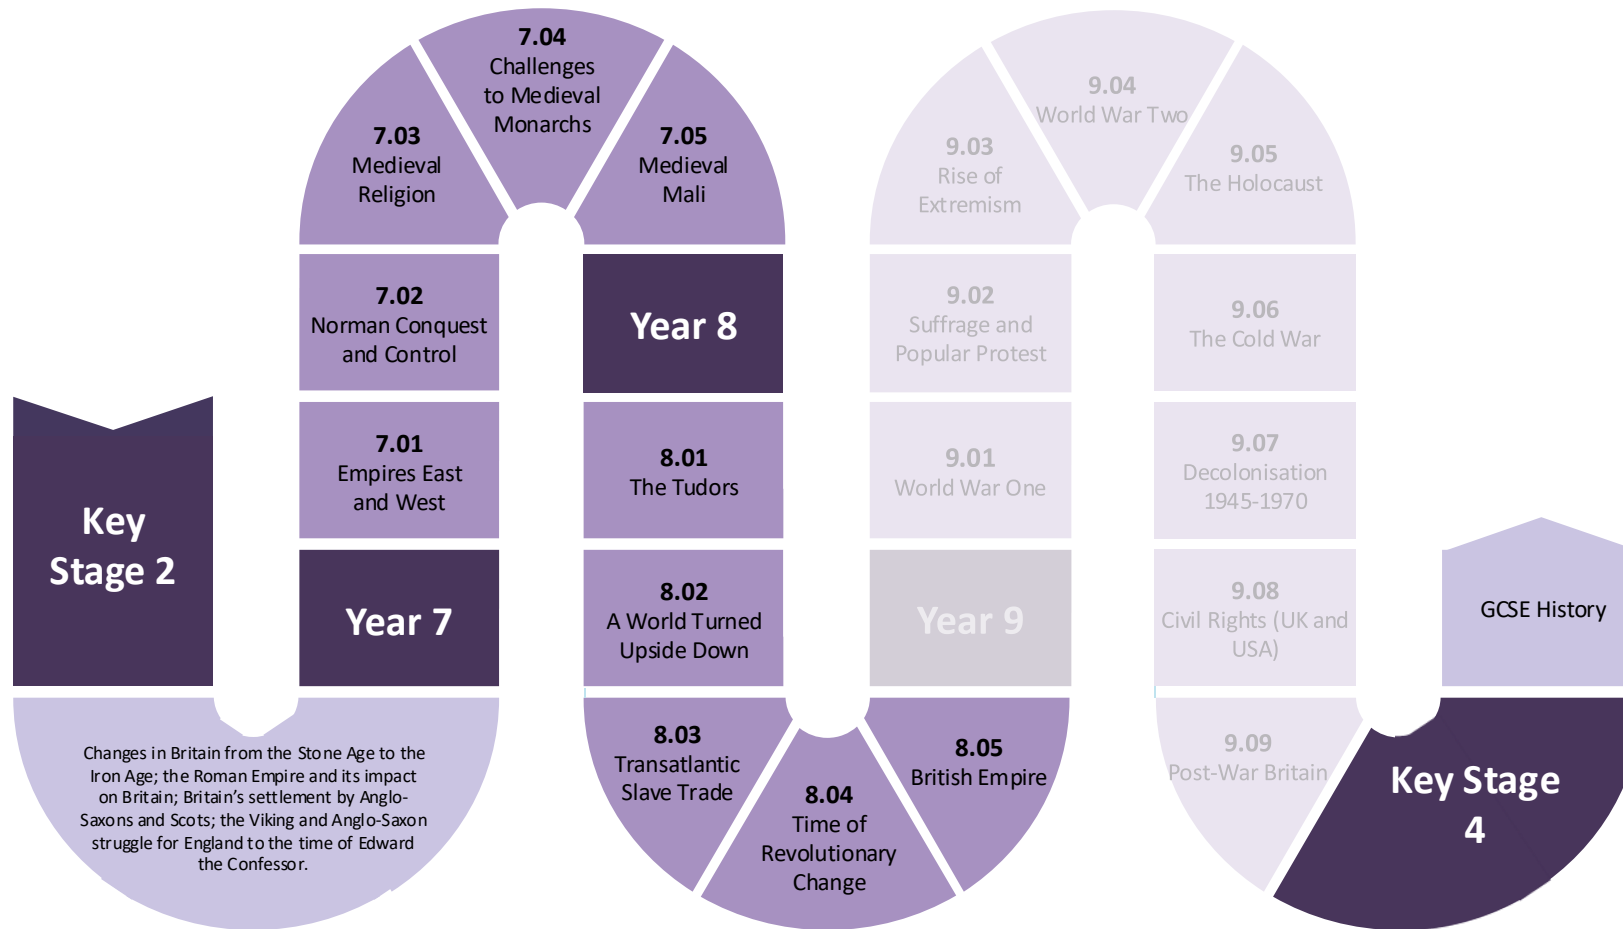 Key
Stage 2
Changes in Britain from the Stone Age to the
Iron Age; the Roman Empire and its impact
on Britain; Britain’s settlement by Anglo-
Saxons and Scots; the Viking and Anglo-Saxon
struggle for England to the time of Edward
the Confessor.
Year 7
7.01
Empires East
and West
7.02
Norman Conquest
and Control
7.03
Medieval
Religion
7.04
Challenges
to Medieval
Monarchs
7.05
Medieval
Mali
Year 8
8.01
The Tudors
8.02
A World Turned
Upside Down
8.03
Transatlantic
Slave Trade
8.04
Time of
Revolutionary
Change
8.05
British Empire
Year 9
9.01
World War One
9.02
Suffrage and
Popular Protest
9.03
Rise of
Extremism
9.04
World War Two
9.05
The Holocaust
9.06
The Cold War
9.07
Decolonisation
1945-1970
9.08
Civil Rights (UK and
USA)
9.09
Post-War Britain
Key Stage
4
GCSE History